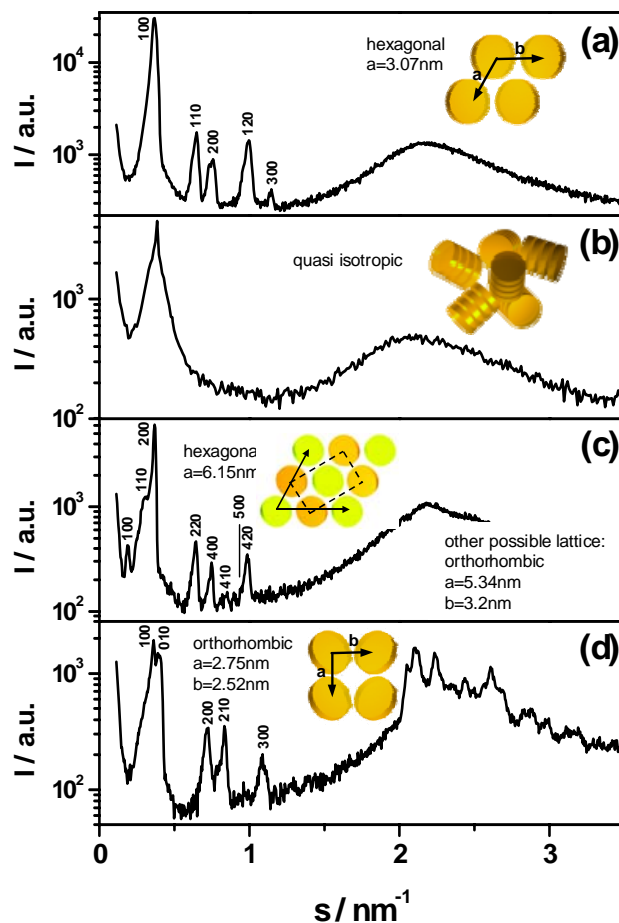 (a)
hexagonal
a=3.07nm
a
b
100
110
200
120
300
10⁴
10³
I / a.u.
(b)
quasi isotropic
10³
10²
I / a.u.
(c)
hexagona
a=6.15nm
100
110
200
220
400
410
500
420
other possible lattice:
orthorhombic
a=5.34nm
b=3.2nm
10³
10²
I / a.u.
(d)
orthorhombic
a=2.75nm
b=2.52nm
a
b
100
010
200
210
300
10³
10²
I / a.u.
0
1
2
3
s / nm⁻¹